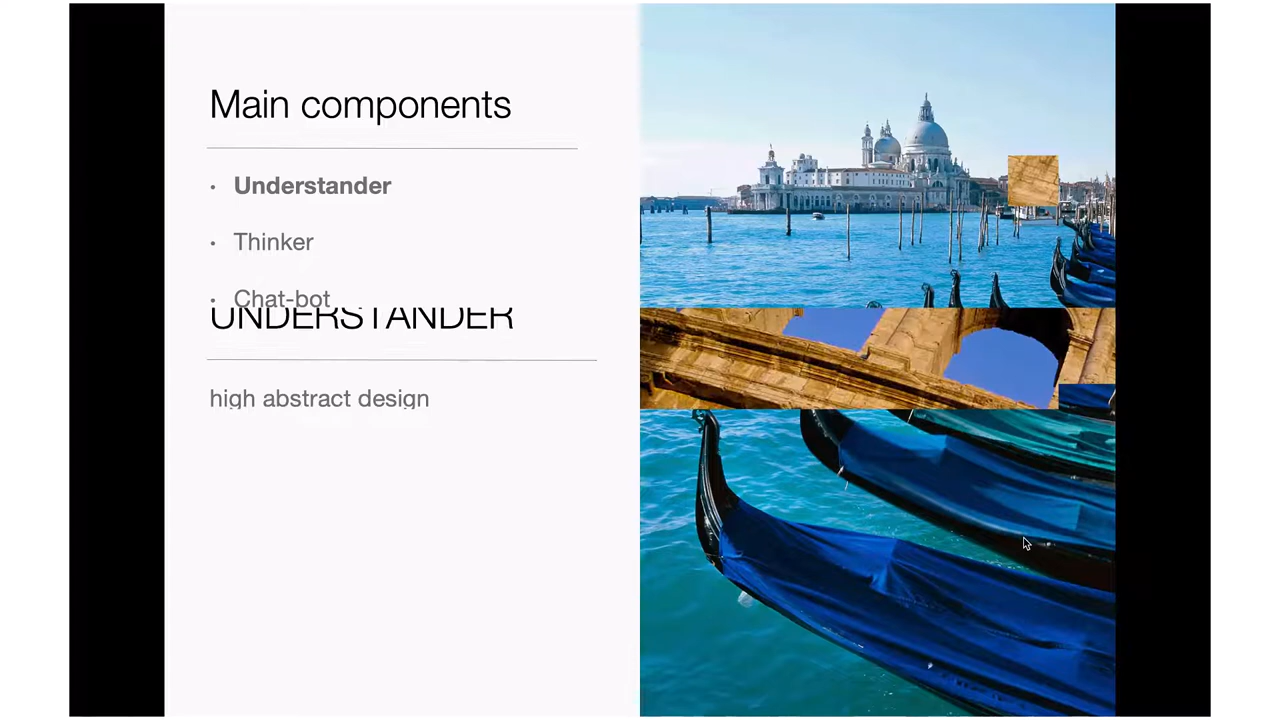 Main components
• Understander
• Thinker
• Chat-bot
UNDERSTANDER
high abstract design